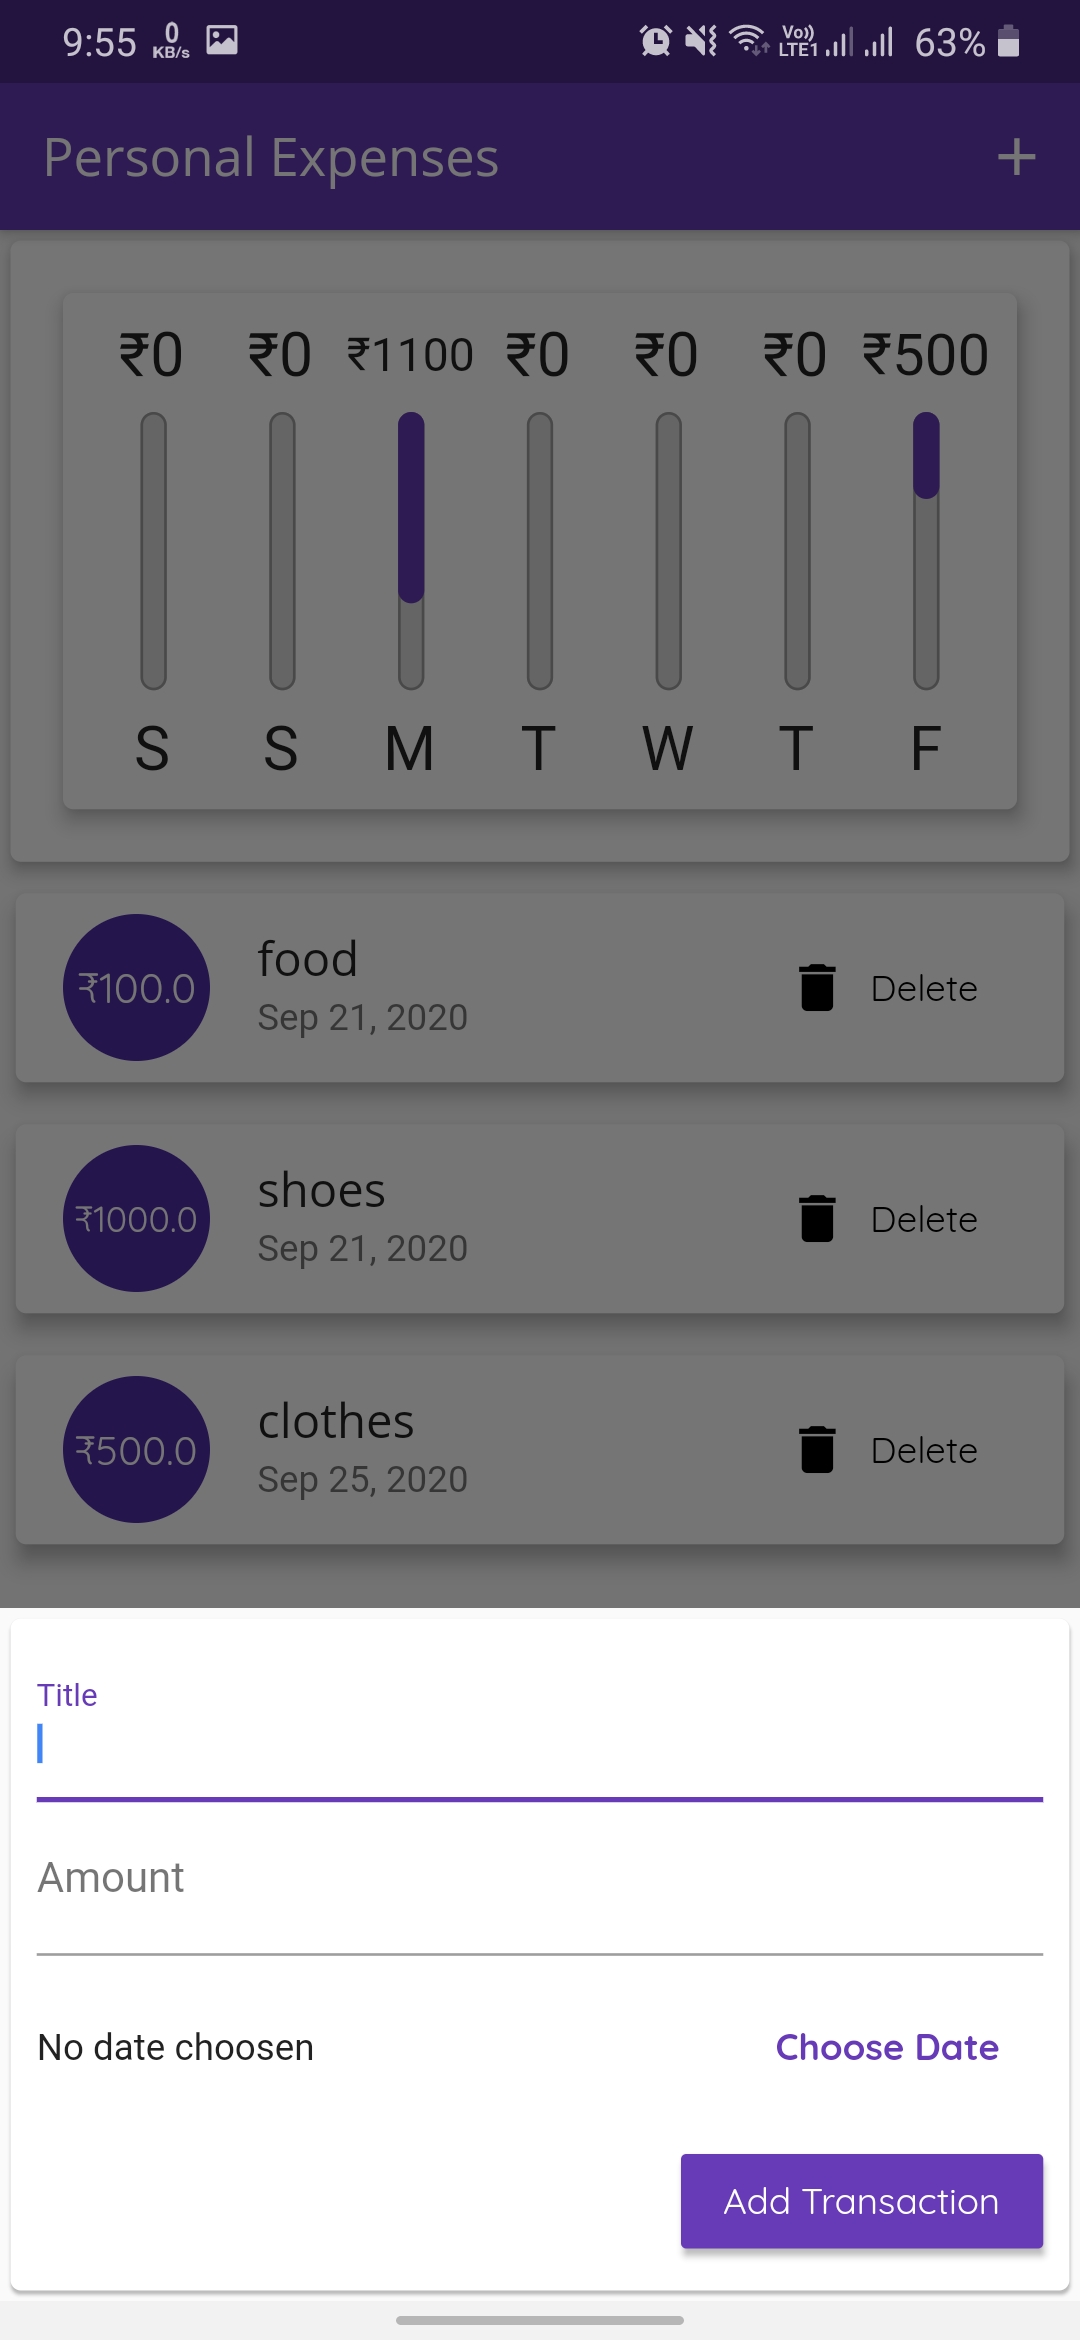 9:55 0 KB/s Vo)) LTE1 63%
Personal Expenses +
₹0 ₹0 ₹1100 ₹0 ₹0 ₹0 ₹500
S S M T W T F
₹100.0 food Delete
Sep 21, 2020
₹1000.0 shoes Delete
Sep 21, 2020
₹500.0 clothes Delete
Sep 25, 2020
Title
Amount
No date choosen Choose Date
Add Transaction